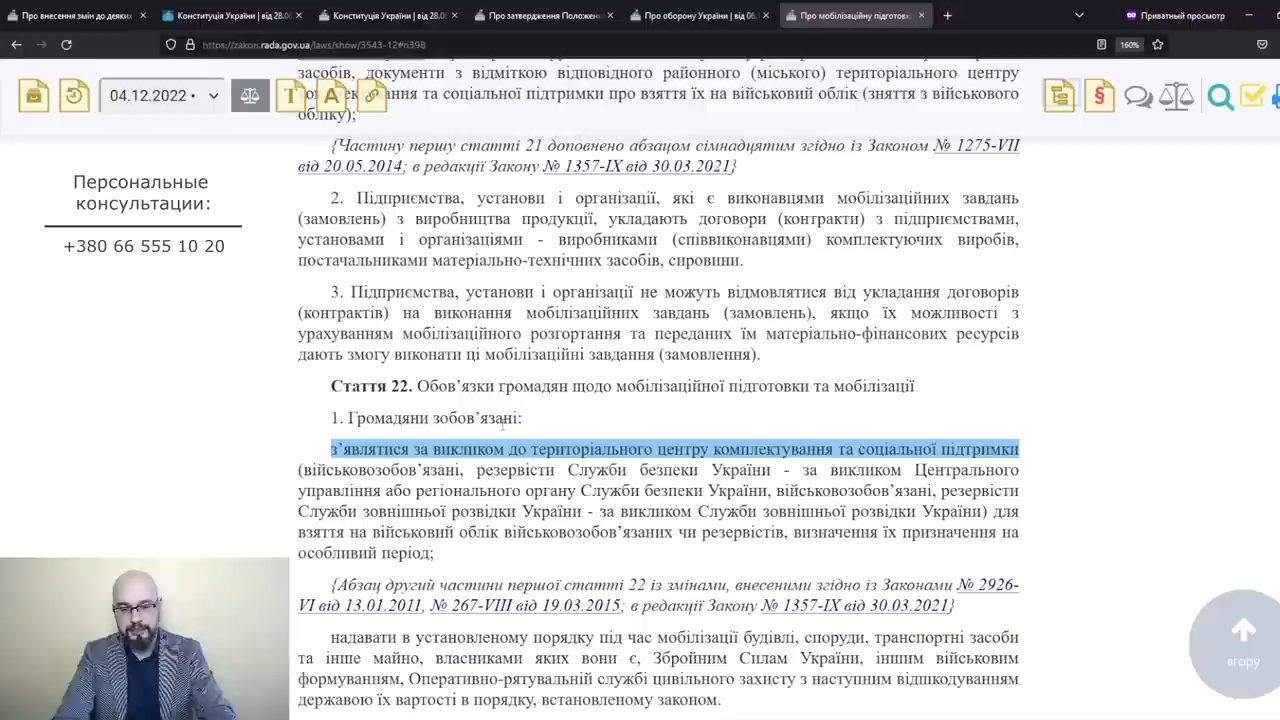 Про внесення змін до деяких
Конституція України | від 28.06
Конституція України | від 28.0
Про затвердження Положен
Про оборону України | від 06.
Про мобілізаційну підготовк
Приватный просмотр
https://zakon.rada.gov.ua/laws/show/3543-12#n398
160%
засобів, документи з відміткою відповідного районного (міського) територіального центру
04.12.2022
та соціальної підтримки про взяття їх на військовий облік (зняття з військового
обліку);
{Частину першу статті 21 доповнено абзацом сімнадцятим згідно із Законом № 1275-VII
від 20.05.2014; в редакції Закону № 1357-IX від 30.03.2021}
Персональные
консультации:
+380 66 555 10 20
2. Підприємства, установи і організації, які є виконавцями мобілізаційних завдань
(замовлень) з виробництва продукції, укладають договори (контракти) з підприємствами,
установами і організаціями - виробниками (співвиконавцями) комплектуючих виробів,
постачальниками матеріально-технічних засобів, сировини.
3. Підприємства, установи і організації не можуть відмовлятися від укладання договорів
(контрактів) на виконання мобілізаційних завдань (замовлень), якщо їх можливості з
урахуванням мобілізаційного розгортання та переданих їм матеріально-фінансових ресурсів
дають змогу виконати ці мобілізаційні завдання (замовлення).
Стаття 22. Обов’язки громадян щодо мобілізаційної підготовки та мобілізації
1. Громадяни зобов’язані:
з’являтися за викликом до територіального центру комплектування та соціальної підтримки
(військовозобов’язані, резервісти Служби безпеки України - за викликом Центрального
управління або регіонального органу Служби безпеки України, військовозобов’язані, резервісти
Служби зовнішньої розвідки України - за викликом Служби зовнішньої розвідки України) для
взяття на військовий облік військовозобов’язаних чи резервістів, визначення їх призначення на
особливий період;
{Абзац другий частини першої статті 22 із змінами, внесеними згідно із Законами № 2926-
VI від 13.01.2011, № 267-VIII від 19.03.2015; в редакції Закону № 1357-IX від 30.03.2021}
надавати в установленому порядку під час мобілізації будівлі, споруди, транспортні засоби
та інше майно, власниками яких вони є, Збройним Силам України, іншим військовим
формуванням, Оперативно-рятувальній службі цивільного захисту з наступним відшкодуванням
державою їх вартості в порядку, встановленому законом.
вгору